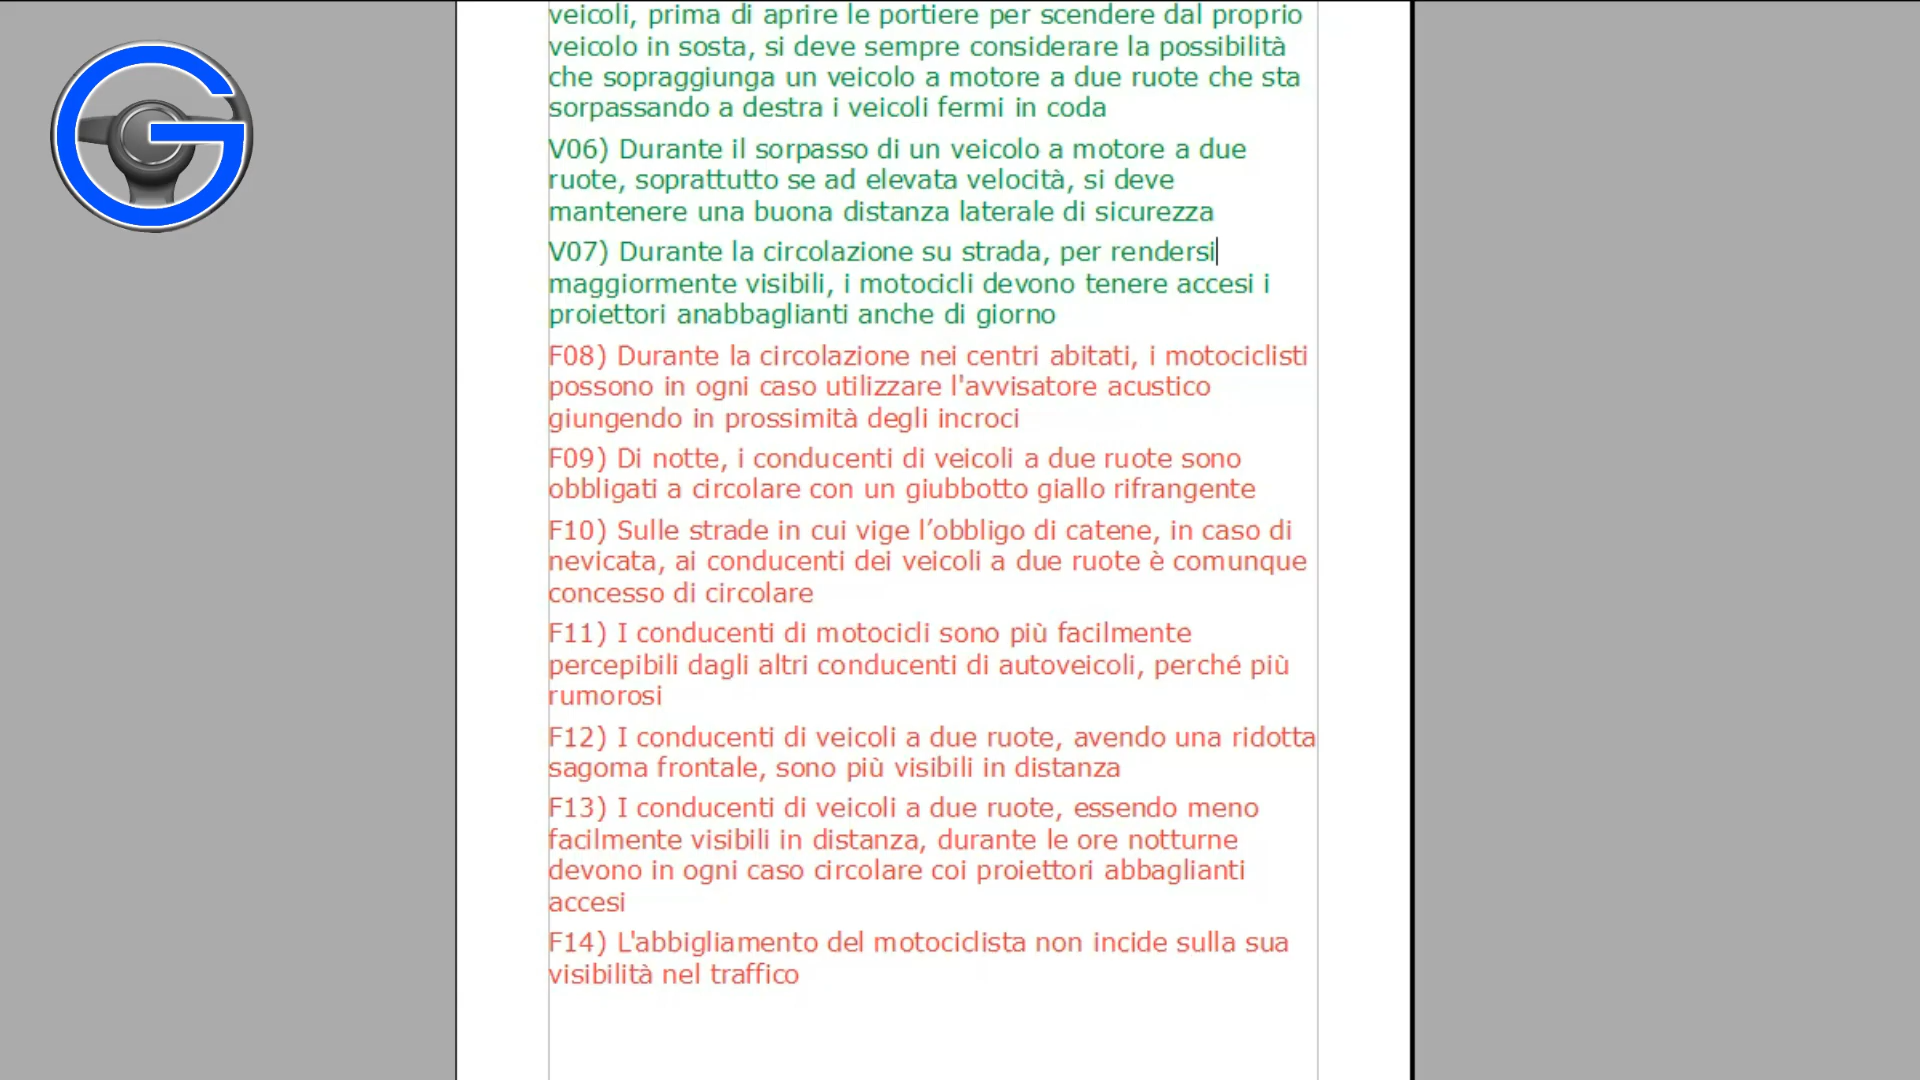 veicoli, prima di aprire le portiere per scendere dal proprio
veicolo in sosta, si deve sempre considerare la possibilità
che sopraggiunga un veicolo a motore a due ruote che sta
sorpassando a destra i veicoli fermi in coda
V06) Durante il sorpasso di un veicolo a motore a due
ruote, soprattutto se ad elevata velocità, si deve
mantenere una buona distanza laterale di sicurezza
V07) Durante la circolazione su strada, per rendersi
maggiormente visibili, i motocicli devono tenere accesi i
proiettori anabbaglianti anche di giorno
F08) Durante la circolazione nei centri abitati, i motociclisti
possono in ogni caso utilizzare l'avvisatore acustico
giungendo in prossimità degli incroci
F09) Di notte, i conducenti di veicoli a due ruote sono
obbligati a circolare con un giubbotto giallo rifrangente
F10) Sulle strade in cui vige l’obbligo di catene, in caso di
nevicata, ai conducenti dei veicoli a due ruote è comunque
concesso di circolare
F11) I conducenti di motocicli sono più facilmente
percepibili dagli altri conducenti di autoveicoli, perché più
rumorosi
F12) I conducenti di veicoli a due ruote, avendo una ridotta
sagoma frontale, sono più visibili in distanza
F13) I conducenti di veicoli a due ruote, essendo meno
facilmente visibili in distanza, durante le ore notturne
devono in ogni caso circolare coi proiettori abbaglianti
accesi
F14) L'abbigliamento del motociclista non incide sulla sua
visibilità nel traffico